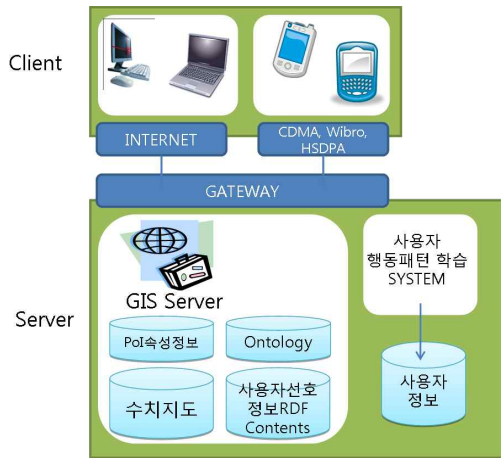 Client
INTERNET
CDMA, Wibro,
HSDPA
GATEWAY
Server
GIS Server
PoI속성정보
Ontology
수치지도
사용자선호
정보RDF
Contents
사용자
행동패턴 학습
SYSTEM
사용자
정보